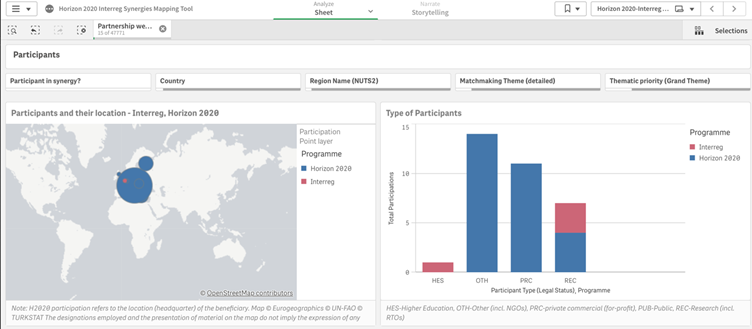 Horizon 2020 Interreg Synergies Mapping Tool
Analyze
Sheet
Narrate
Storytelling
Horizon 2020-Interreg ...
Partnership we...
15 of 47771
Selections
Participants
Participant in synergy?
Country
Region Name (NUTS2)
Matchmaking Theme (detailed)
Thematic priority (Grand Theme)
Participants and their location - Interreg, Horizon 2020
Participation
Point layer
Programme
Horizon 2020
Interreg
© OpenStreetMap contributors
Note: H2020 participation refers to the location (headquarter) of the beneficiary. Map © Eurogeographics © UN-FAO ©
TURKSTAT The designations employed and the presentation of material on the map do not imply the expression of any
Type of Participants
Total Participations
15
10
5
0
HES
OTH
PRC
REC
Participant Type (Legal Status), Programme
Programme
Interreg
Horizon 2020
HES-Higher Education, OTH-Other (incl. NGOs), PRC-private commercial (for-profit), PUB-Public, REC-Research (incl.
RTOs)